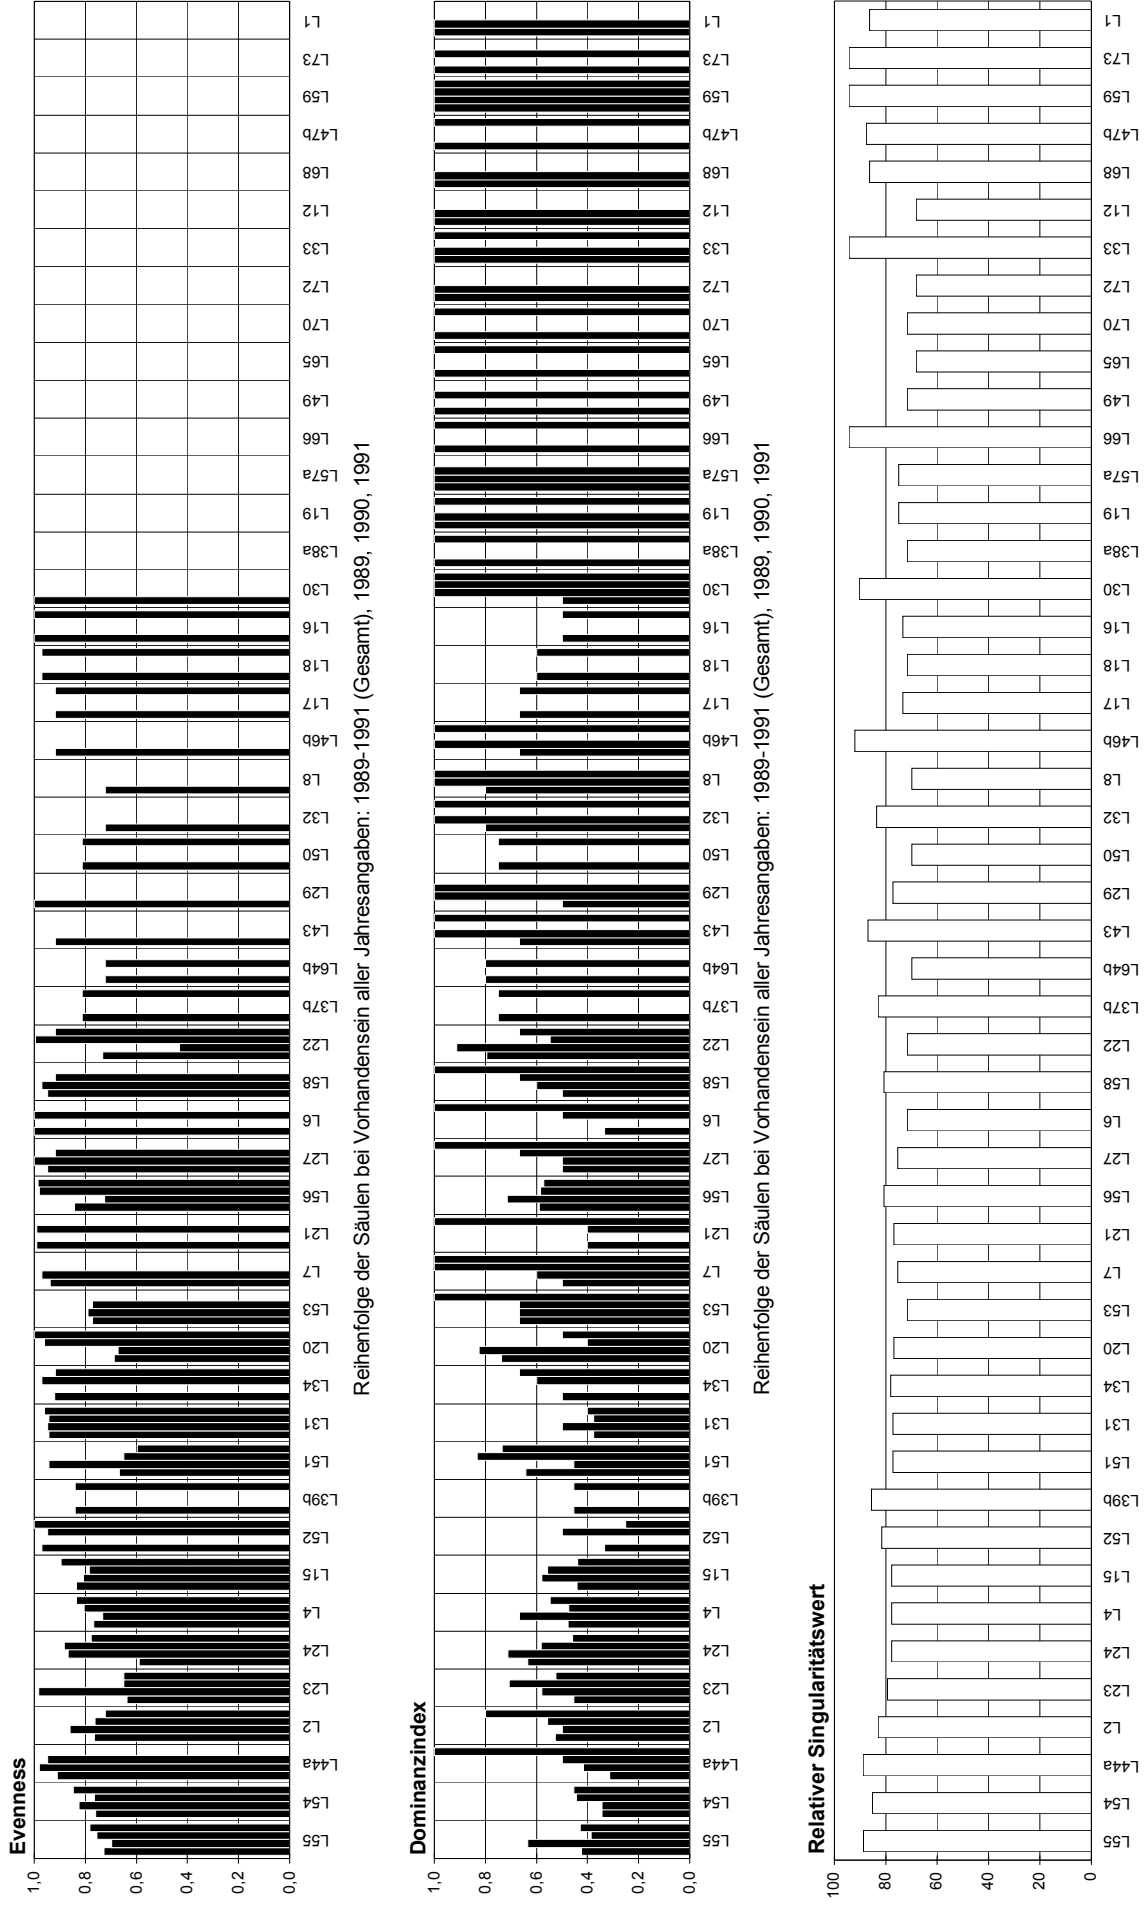 Evenness
1,0
0,8
0,6
0,4
0,2
0,0
L55 L54 L44a L2 L23 L24 L4 L15 L52 L39b L51 L31 L34 L20 L53 L7 L21 L56 L27 L6 L58 L22 L37b L64b L43 L29 L50 L32 L8 L46b L17 L18 L16 L30 L38a L19 L57a L66 L49 L65 L70 L72 L33 L12 L68 L47b L59 L73 L1
Reihenfolge der Säulen bei Vorhandensein aller Jahresangaben: 1989-1991 (Gesamt), 1989, 1990, 1991
Dominanzindex
1,0
0,8
0,6
0,4
0,2
0,0
L55 L54 L44a L2 L23 L24 L4 L15 L52 L39b L51 L31 L34 L20 L53 L7 L21 L56 L27 L6 L58 L22 L37b L64b L43 L29 L50 L32 L8 L46b L17 L18 L16 L30 L38a L19 L57a L66 L49 L65 L70 L72 L33 L12 L68 L47b L59 L73 L1
Reihenfolge der Säulen bei Vorhandensein aller Jahresangaben: 1989-1991 (Gesamt), 1989, 1990, 1991
Relativer Singularitätswert
100
80
60
40
20
0
L55 L54 L44a L2 L23 L24 L4 L15 L52 L39b L51 L31 L34 L20 L53 L7 L21 L56 L27 L6 L58 L22 L37b L64b L43 L29 L50 L32 L8 L46b L17 L18 L16 L30 L38a L19 L57a L66 L49 L65 L70 L72 L33 L12 L68 L47b L59 L73 L1